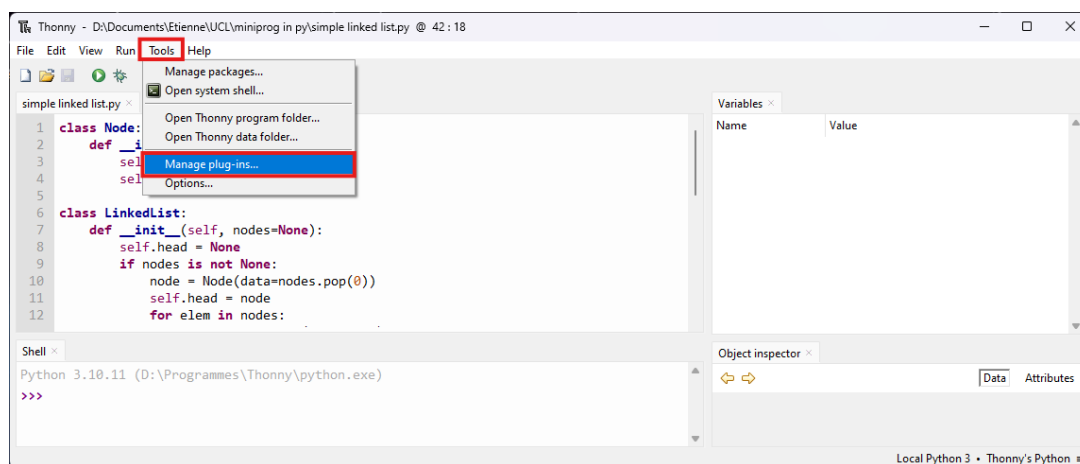 Thonny - D:\Documents\Etienne\UCL\miniprog in py\simple linked list.py @ 42 : 18
File Edit View Run Tools Help
Manage packages...
Open system shell...
Open Thonny program folder...
Open Thonny data folder...
Manage plug-ins...
Options...
simple linked list.py ×
1 class Node:
2 def __i
3 sel
4 sel
5
6 class LinkedList:
7 def __init__(self, nodes=None):
8 self.head = None
9 if nodes is not None:
10 node = Node(data=nodes.pop(0))
11 self.head = node
12 for elem in nodes:
Variables ×
Name Value
Shell ×
Python 3.10.11 (D:\Programmes\Thonny\python.exe)
>>>
Object inspector ×
Data Attributes
Local Python 3 • Thonny's Python ≡